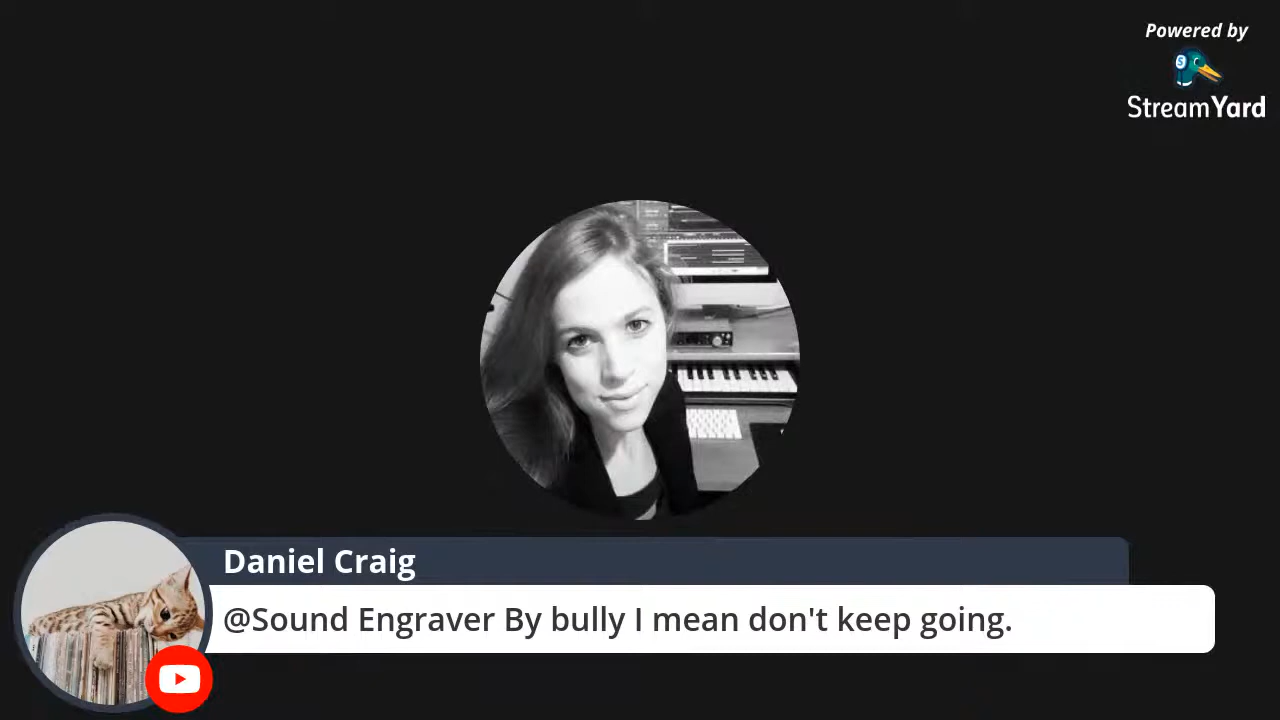 Powered by
StreamYard
Daniel Craig
@Sound Engraver By bully I mean don't keep going.